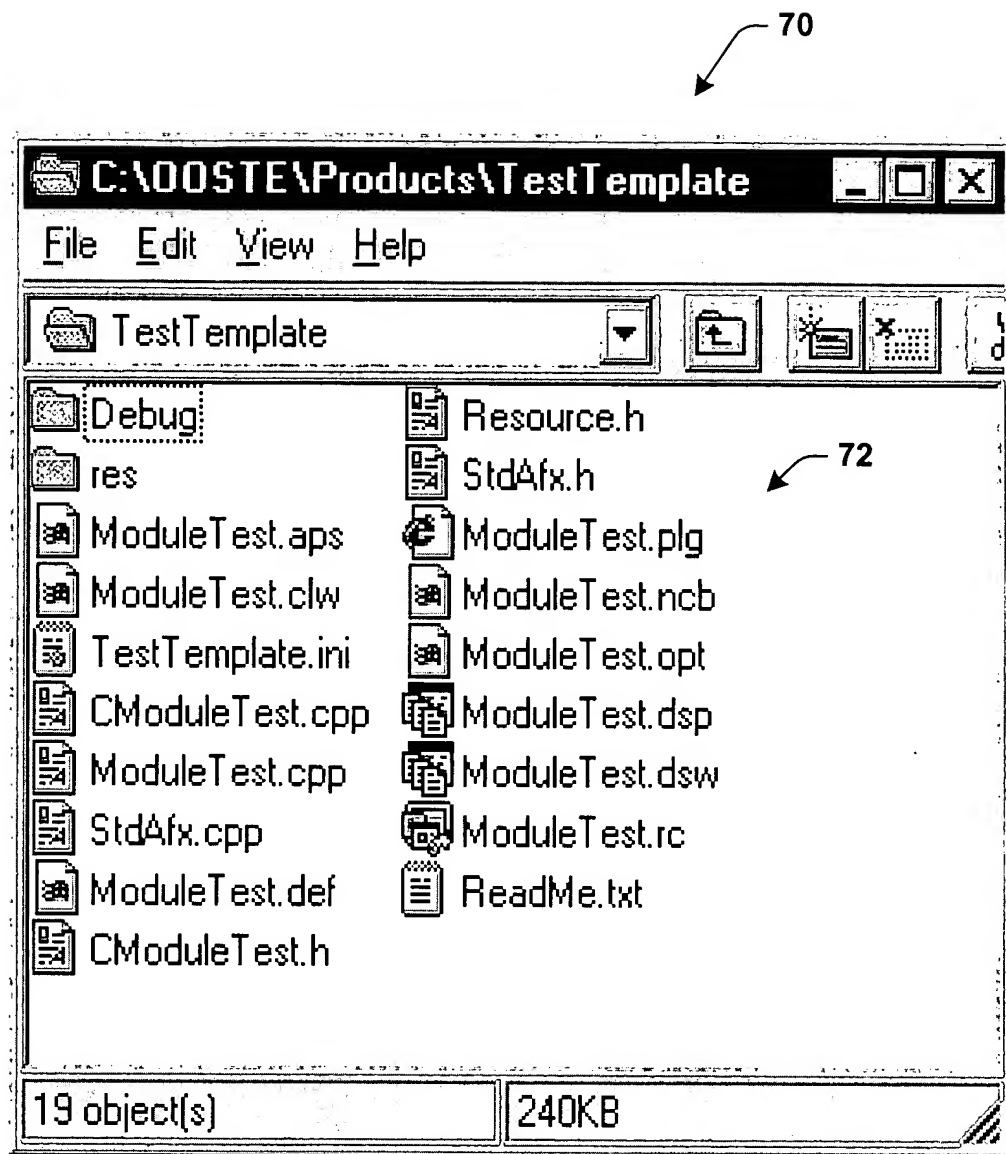 70
C:\OOSTE\Products\TestTemplate
File Edit View Help
TestTemplate
Debug
res
ModuleTest.aps
ModuleTest.clw
TestTemplate.ini
CModuleTest.cpp
ModuleTest.cpp
StdAfx.cpp
ModuleTest.def
CModuleTest.h
Resource.h
StdAfx.h
72
ModuleTest.plg
ModuleTest.ncb
ModuleTest.opt
ModuleTest.dsp
ModuleTest.dsw
ModuleTest.rc
ReadMe.txt
19 object(s) 240KB